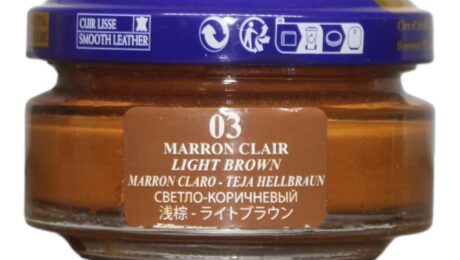 CUIR LISSE
SMOOTH LEATHER
03
MARRON CLAIR
LIGHT BROWN
MARRON CLARO - TEJA HELLBRAUN
СВЕТЛО-КОРИЧНЕВЫЙ
浅棕 - ライトブラウン